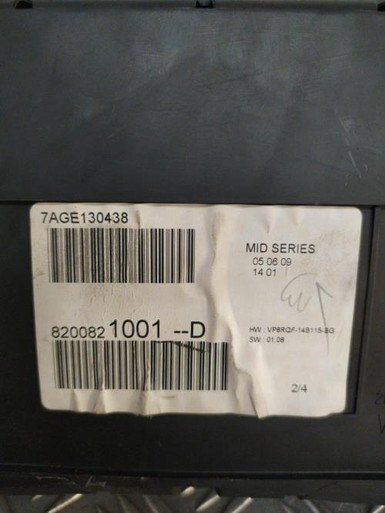 7AGE130438
MID SERIES
05 06 09
14 01
8200821001 --D
HW : VP8RQF-14B115-BG
SW : 01.08
2/4